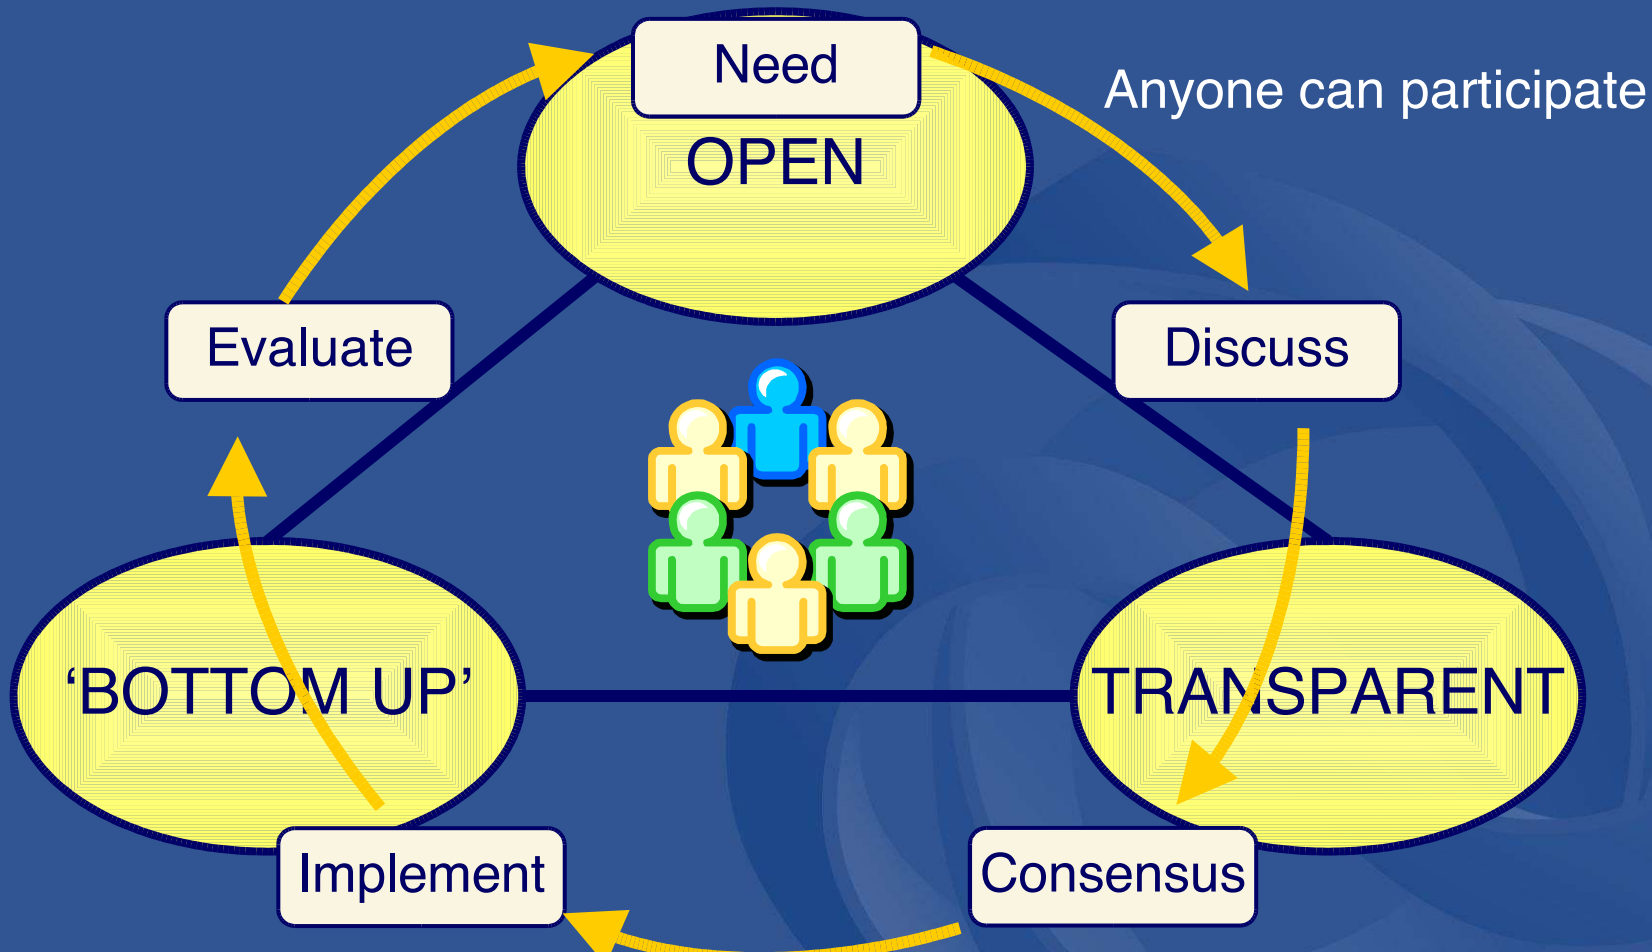 Need
Anyone can participate
OPEN
Evaluate
Discuss
‘BOTTOM UP’
TRANSPARENT
Implement
Consensus